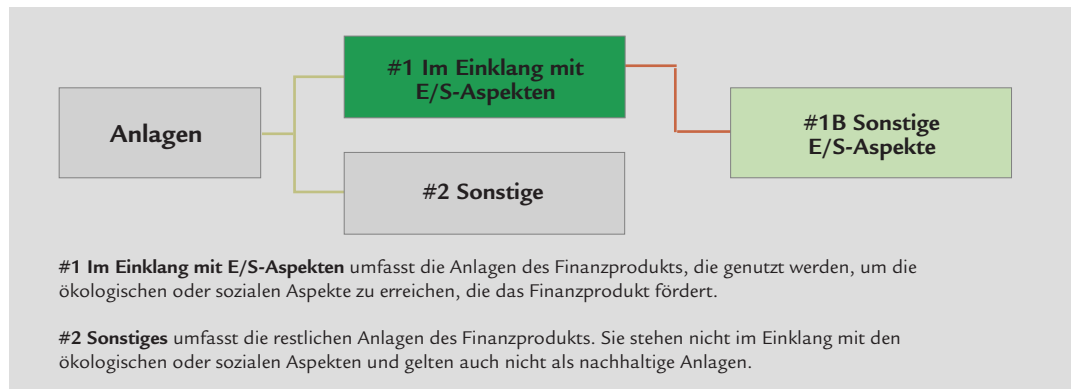 #1 Im Einklang mit
E/S-Aspekten
Anlagen
#1B Sonstige
E/S-Aspekte
#2 Sonstige
#1 Im Einklang mit E/S-Aspekten umfasst die Anlagen des Finanzprodukts, die genutzt werden, um die
ökologischen oder sozialen Aspekte zu erreichen, die das Finanzprodukt fördert.
#2 Sonstiges umfasst die restlichen Anlagen des Finanzprodukts. Sie stehen nicht im Einklang mit den
ökologischen oder sozialen Aspekten und gelten auch nicht als nachhaltige Anlagen.